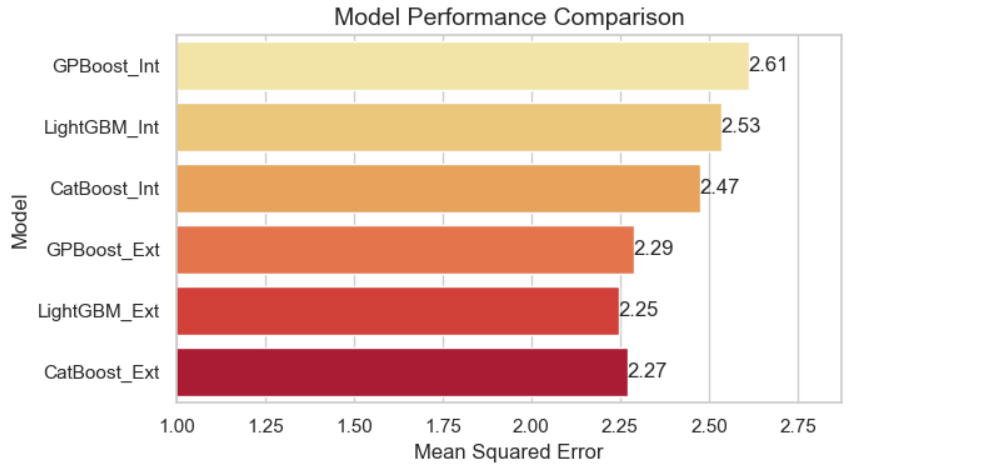 Model Performance Comparison
GPBoost_Int
2.61
LightGBM_Int
2.53
CatBoost_Int
2.47
Model
GPBoost_Ext
2.29
LightGBM_Ext
2.25
CatBoost_Ext
2.27
1.00 1.25 1.50 1.75 2.00 2.25 2.50 2.75
Mean Squared Error